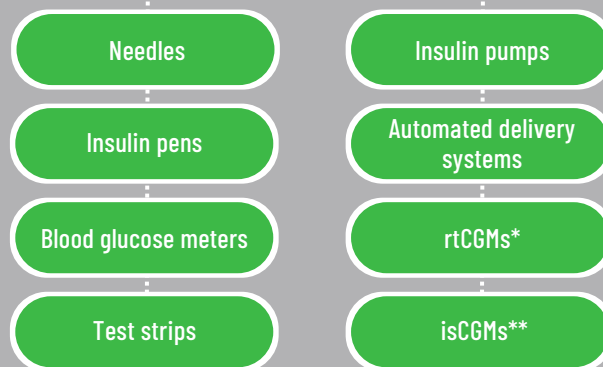 Needles
Insulin pens
Blood glucose meters
Test strips
Insulin pumps
Automated delivery
systems
rtCGMs*
isCGMs**